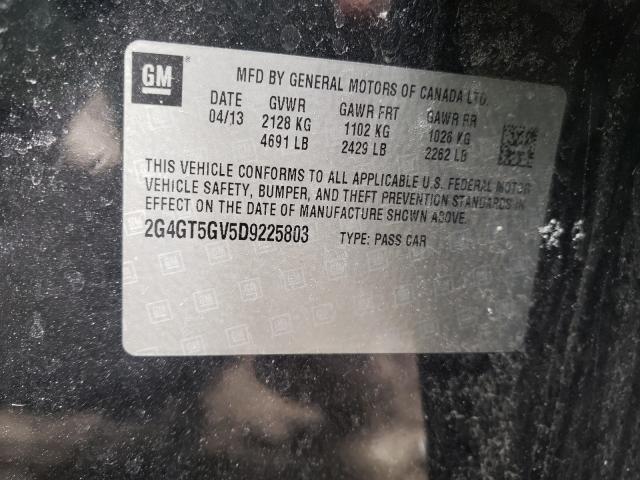 GM
MFD BY GENERAL MOTORS OF CANADA LTD.
DATE GVWR GAWR FRT GAWR RR
04/13 2128 KG 1102 KG 1026 KG
4691 LB 2429 LB 2262 LB
THIS VEHICLE CONFORMS TO ALL APPLICABLE U.S. FEDERAL MOTOR
VEHICLE SAFETY, BUMPER, AND THEFT PREVENTION STANDARDS IN
EFFECT ON THE DATE OF MANUFACTURE SHOWN ABOVE.
2G4GT5GV5D9225803 TYPE: PASS CAR